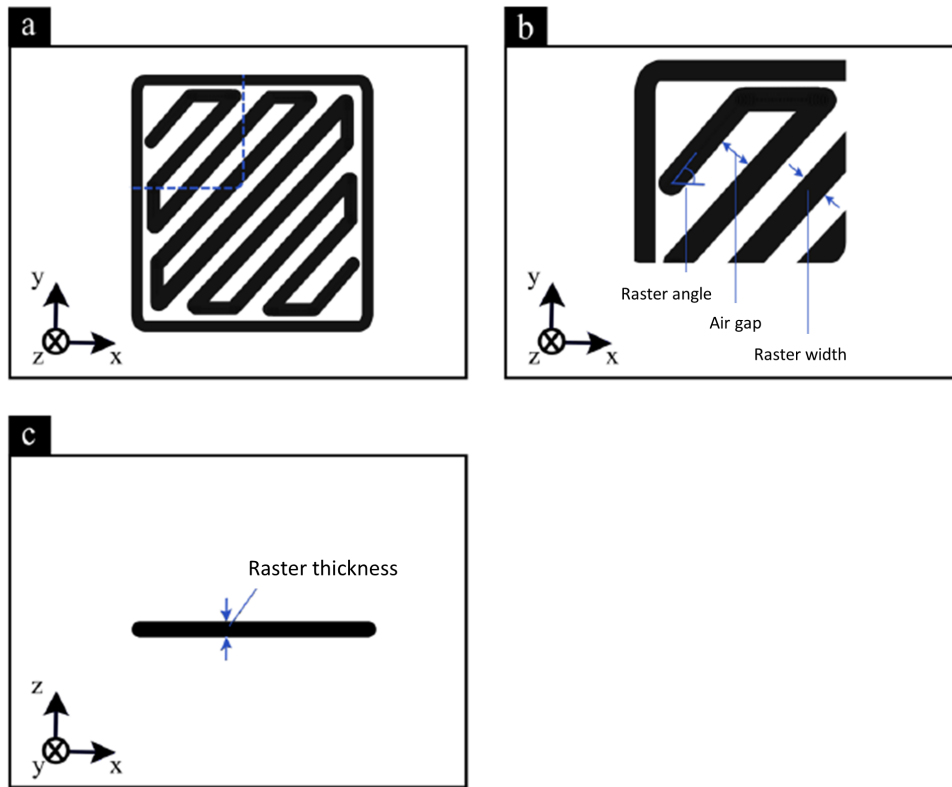 a
y
z
x
b
Raster angle
Air gap
Raster width
y
z
x
c
Raster thickness
z
y
x